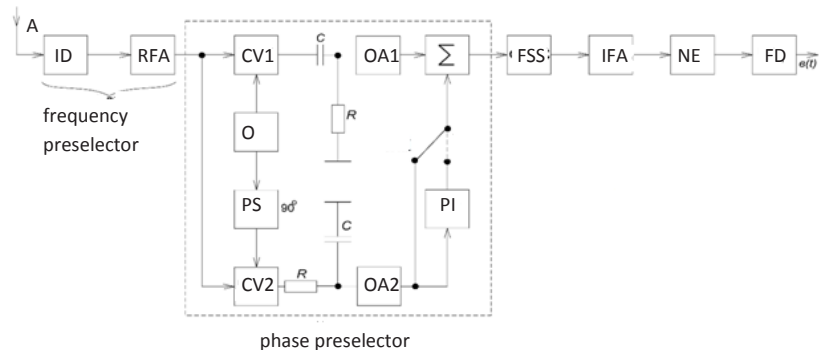 A
ID
RFA
CV1
C
OA1
Σ
FSS
IFA
NE
FD
e(t)
frequency
preselector
R
O
PS
90°
C
PI
CV2
R
OA2
phase preselector